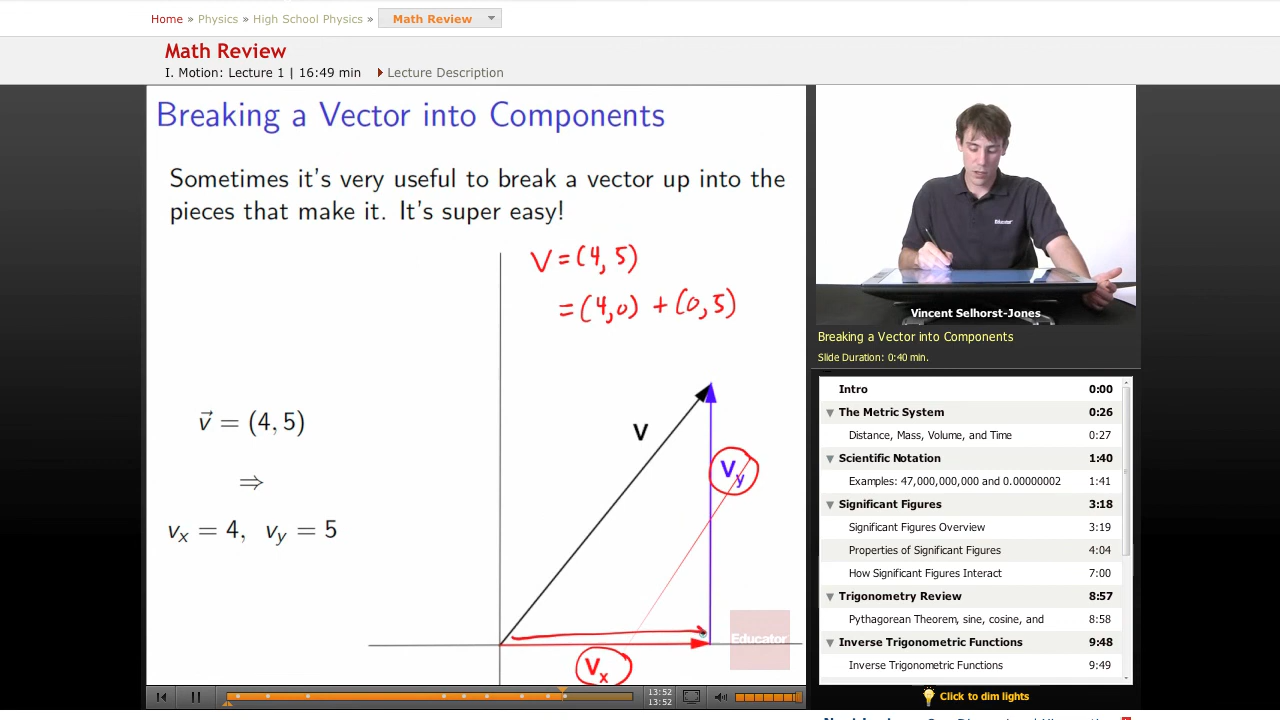 Home » Physics » High School Physics » Math Review
Math Review
I. Motion: Lecture 1 | 16:49 min Lecture Description
Breaking a Vector into Components
Sometimes it's very useful to break a vector up into the
pieces that make it. It's super easy!
V = (4, 5)
= (4, 0) + (0, 5)
V
Vy
v⃗ = (4, 5)
⇒
vx = 4, vy = 5
Educator
Vx
13:52
13:52
Educator
Vincent Selhorst-Jones
Breaking a Vector into Components
Slide Duration: 0:40 min.
Intro 0:00
The Metric System 0:26
Distance, Mass, Volume, and Time 0:27
Scientific Notation 1:40
Examples: 47,000,000,000 and 0.00000002 1:41
Significant Figures 3:18
Significant Figures Overview 3:19
Properties of Significant Figures 4:04
How Significant Figures Interact 7:00
Trigonometry Review 8:57
Pythagorean Theorem, sine, cosine, and 8:58
Inverse Trigonometric Functions 9:48
Inverse Trigonometric Functions 9:49
Click to dim lights